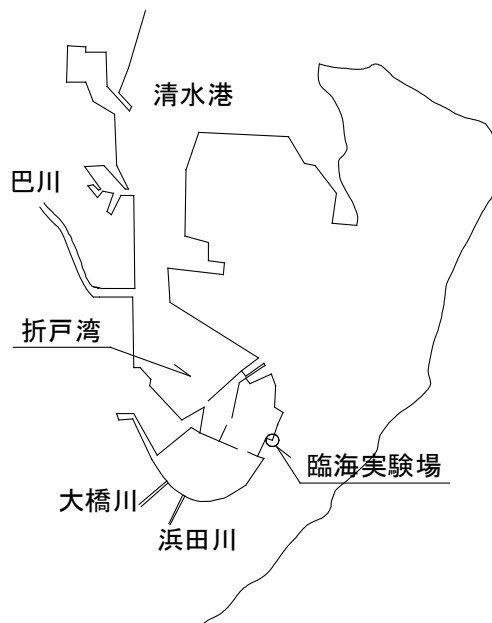 清水港
巴川
折戸湾
臨海実験場
大橋川
浜田川